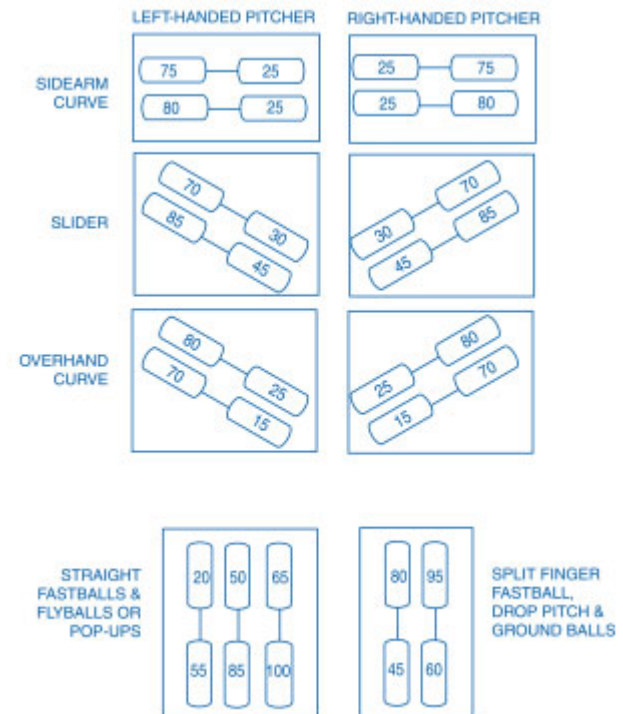 LEFT-HANDED PITCHER
RIGHT-HANDED PITCHER
SIDEARM
CURVE
75 25
80 25
25 75
25 80
SLIDER
70 30
85 45
30 70
45 85
OVERHAND
CURVE
80 25
70 15
25 80
15 70
STRAIGHT
FASTBALLS &
FLYBALLS OR
POP-UPS
20 50 65
55 85 100
80 95
45 60
SPLIT FINGER
FASTBALL,
DROP PITCH &
GROUND BALLS